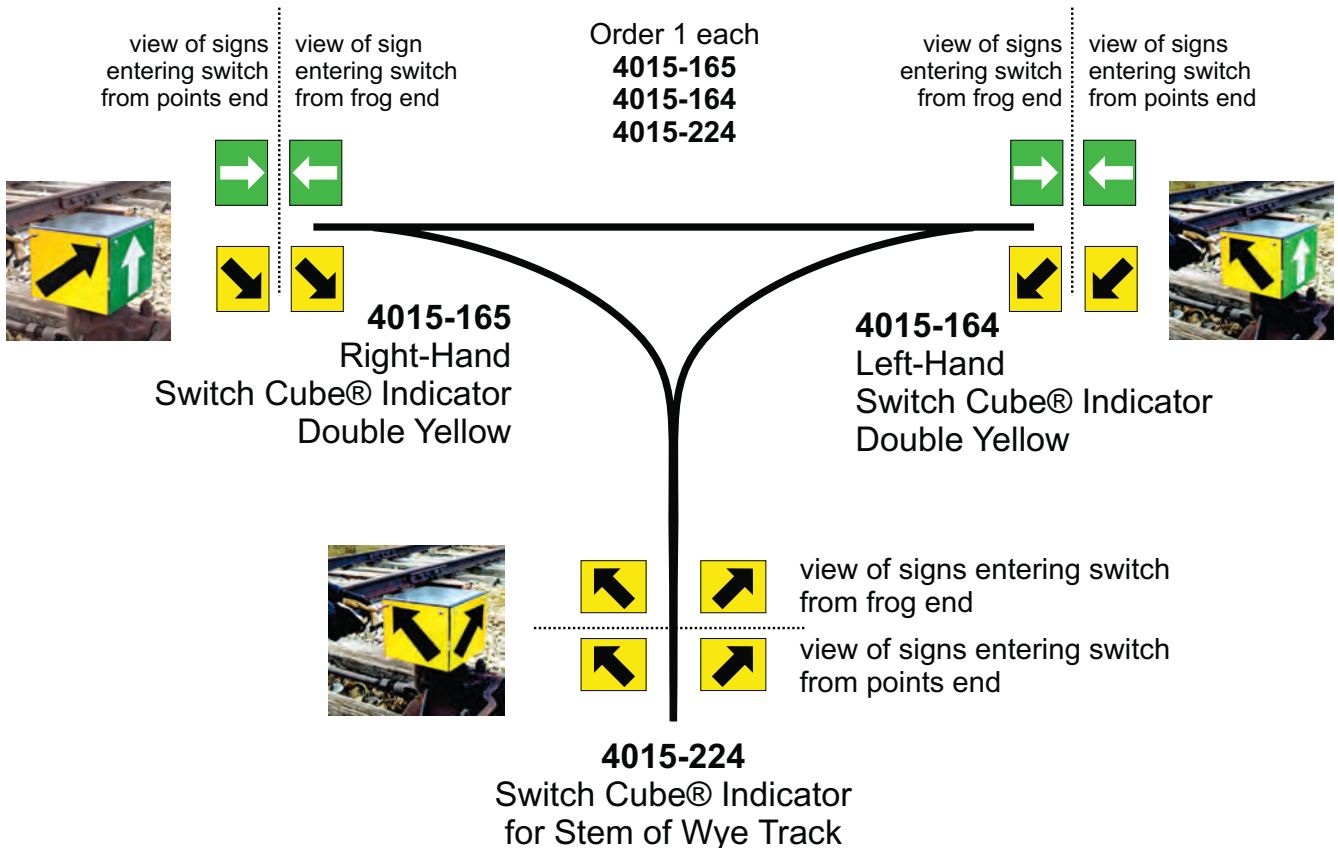 view of signs
entering switch
from points end
view of sign
entering switch
from frog end
Order 1 each
4015-165
4015-164
4015-224
view of signs
entering switch
from frog end
view of signs
entering switch
from points end
4015-165
Right-Hand
Switch Cube® Indicator
Double Yellow
4015-164
Left-Hand
Switch Cube® Indicator
Double Yellow
view of signs entering switch
from frog end
view of signs entering switch
from points end
4015-224
Switch Cube® Indicator
for Stem of Wye Track